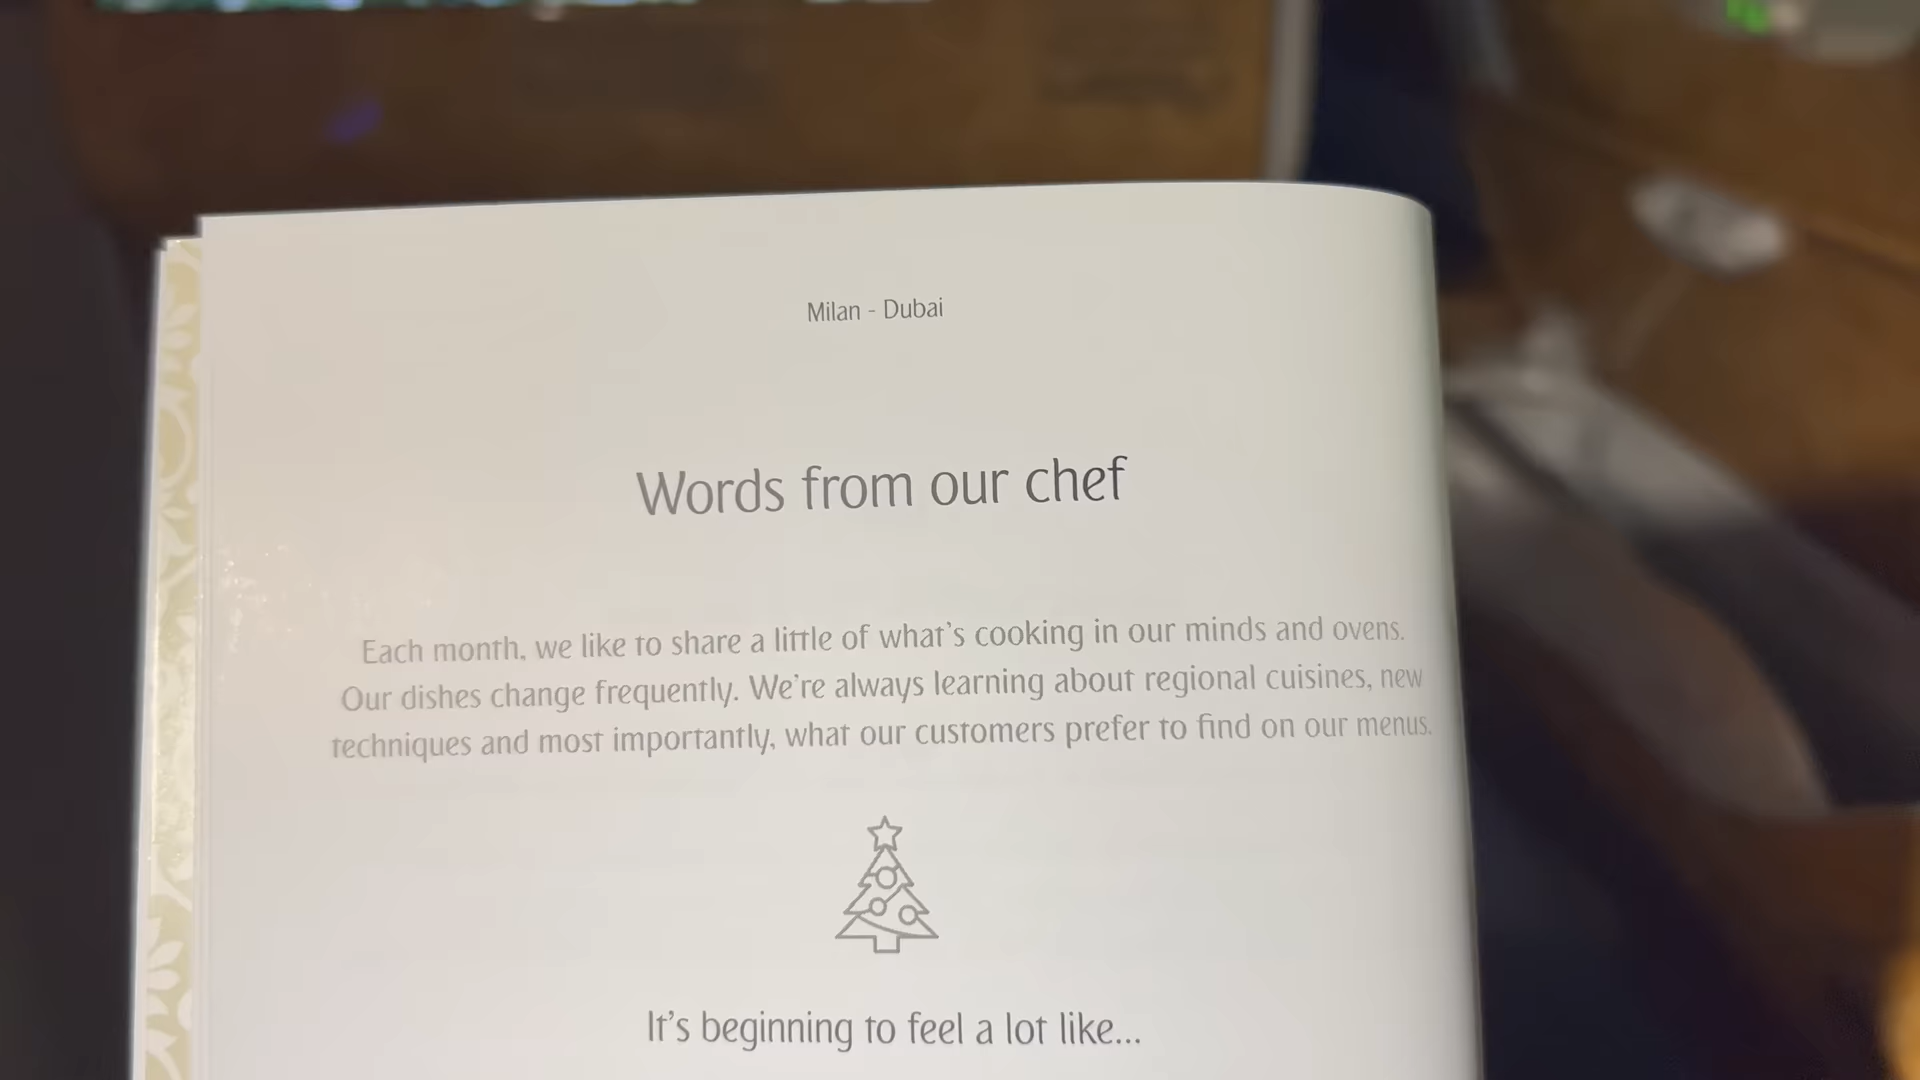 Milan - Dubai
Words from our chef
Each month, we like to share a little of what's cooking in our minds and ovens.
Our dishes change frequently. We're always learning about regional cuisines, new
techniques and most importantly, what our customers prefer to find on our menus.
It's beginning to feel a lot like...